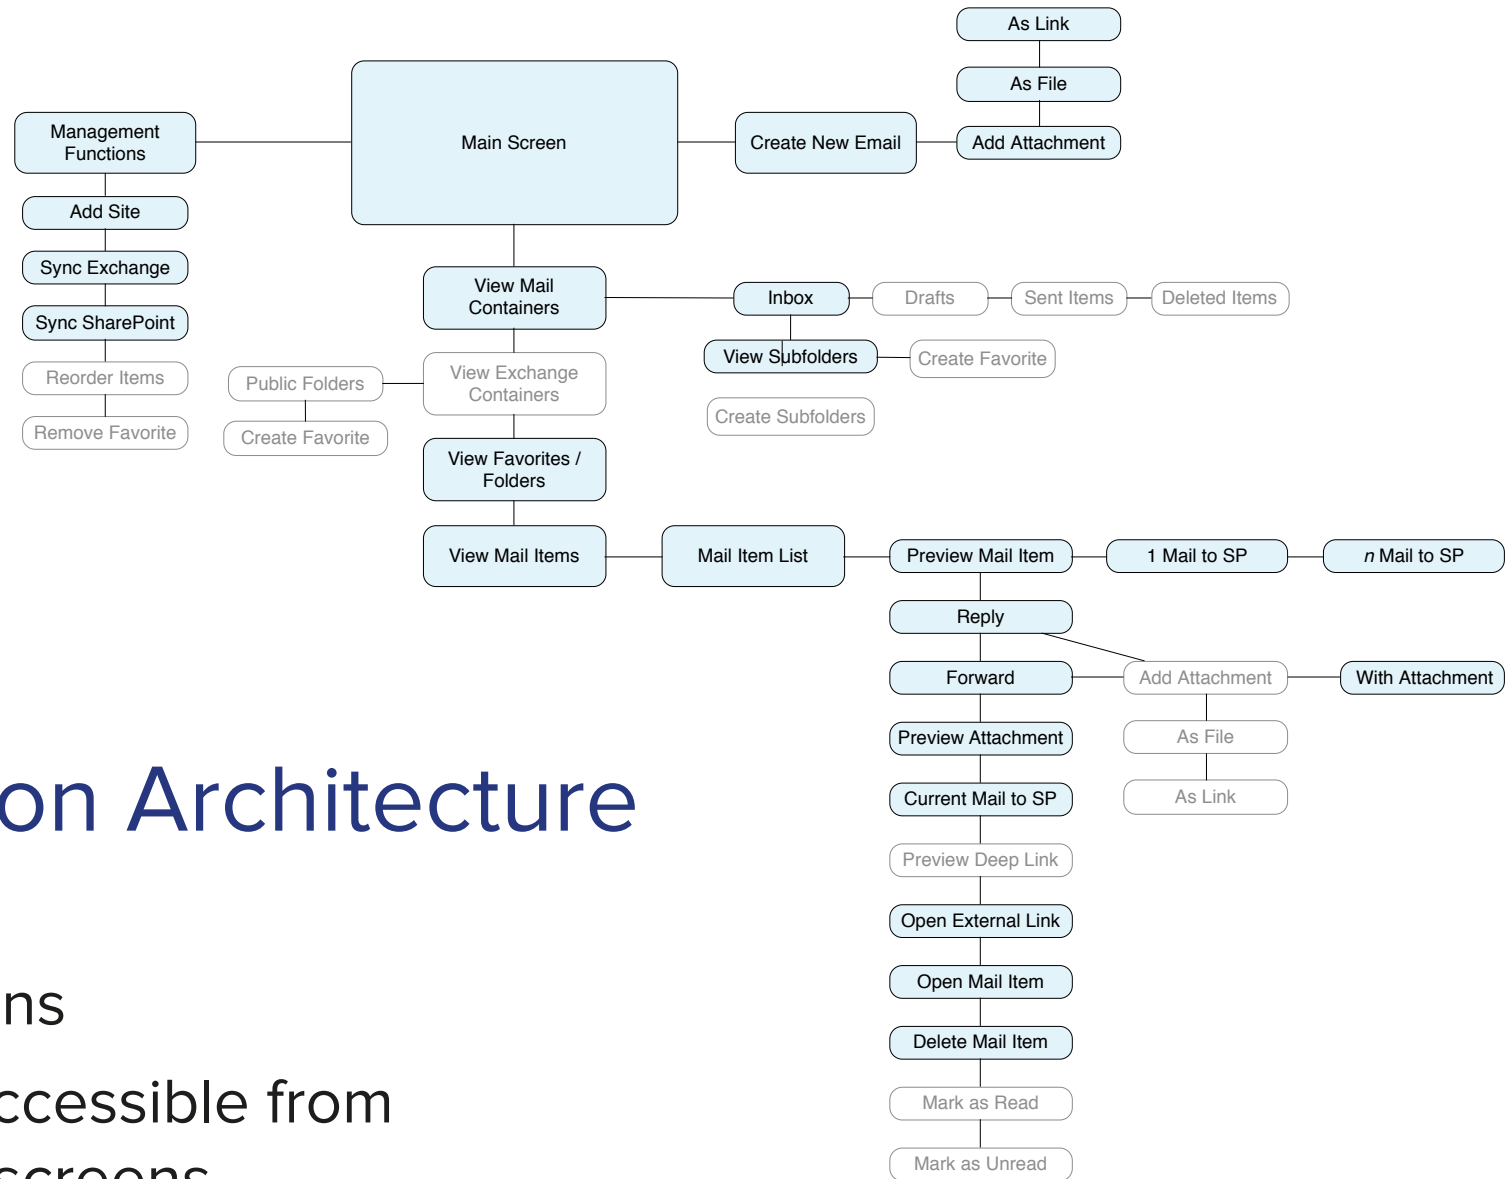 As Link
As File
Management
Functions
Main Screen
Create New Email
Add Attachment
Add Site
Sync Exchange
Sync SharePoint
Reorder Items
Remove Favorite
View Mail
Containers
Inbox
Drafts
Sent Items
Deleted Items
View Subfolders
Create Favorite
Create Subfolders
View Exchange
Containers
Public Folders
Create Favorite
View Favorites /
Folders
View Mail Items
Mail Item List
Preview Mail Item
1 Mail to SP
n Mail to SP
Reply
Forward
Add Attachment
With Attachment
As File
As Link
Preview Attachment
Current Mail to SP
Preview Deep Link
Open External Link
Open Mail Item
Delete Mail Item
Mark as Read
Mark as Unread
on Architecture
ns
ccessible from
screens